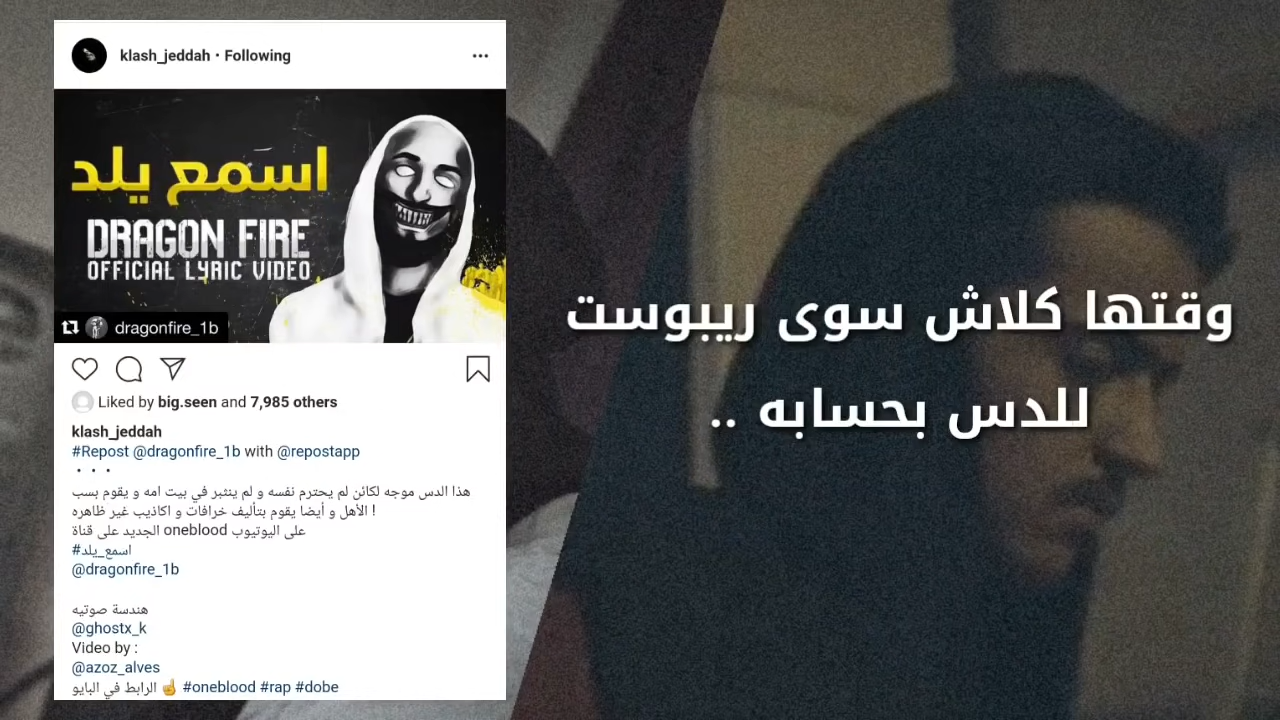 klash_jeddah • Following
اسمع يلد
DRAGON FIRE
OFFICIAL LYRIC VIDEO
dragonfire_1b
Liked by big.seen and 7,985 others
klash_jeddah
#Repost @dragonfire_1b with @repostapp
• • •
هذا الدس موجه لكائن لم يحترم نفسه و لم ينثبر في بيت امه و يقوم بسب
الأهل و أيضا يقوم بتأليف خرافات و اكاذيب غير ظاهره !
على اليوتيوب oneblood الجديد على قناة
#اسمع_يلد
@dragonfire_1b
هندسة صوتيه
@ghostx_k
Video by :
@azoz_alves
الرابط في البايو ☝ #oneblood #rap #dobe
وقتها كلاش سوى ريبوست
للدس بحسابه ..